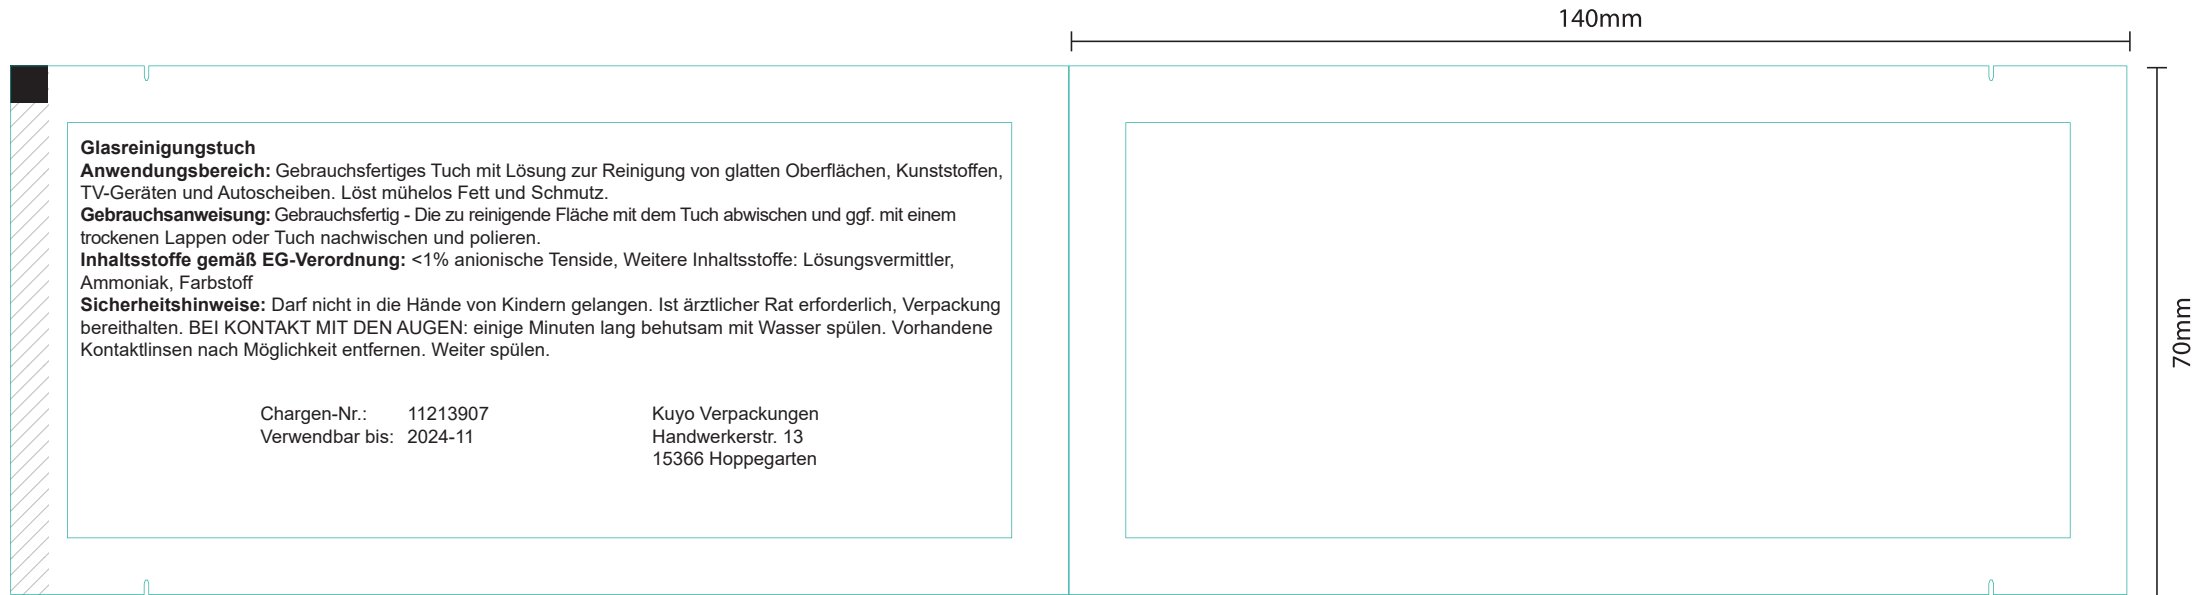 140mm
70mm
Glasreinigungstuch
Anwendungsbereich: Gebrauchsfertiges Tuch mit Lösung zur Reinigung von glatten Oberflächen, Kunststoffen,
TV-Geräten und Autoscheiben. Löst mühelos Fett und Schmutz.
Gebrauchsanweisung: Gebrauchsfertig - Die zu reinigende Fläche mit dem Tuch abwischen und ggf. mit einem
trockenen Lappen oder Tuch nachwischen und polieren.
Inhaltsstoffe gemäß EG-Verordnung: <1% anionische Tenside, Weitere Inhaltsstoffe: Lösungsvermittler,
Ammoniak, Farbstoff
Sicherheitshinweise: Darf nicht in die Hände von Kindern gelangen. Ist ärztlicher Rat erforderlich, Verpackung
bereithalten. BEI KONTAKT MIT DEN AUGEN: einige Minuten lang behutsam mit Wasser spülen. Vorhandene
Kontaktlinsen nach Möglichkeit entfernen. Weiter spülen.
Chargen-Nr.: 11213907
Verwendbar bis: 2024-11
Kuyo Verpackungen
Handwerkerstr. 13
15366 Hoppegarten